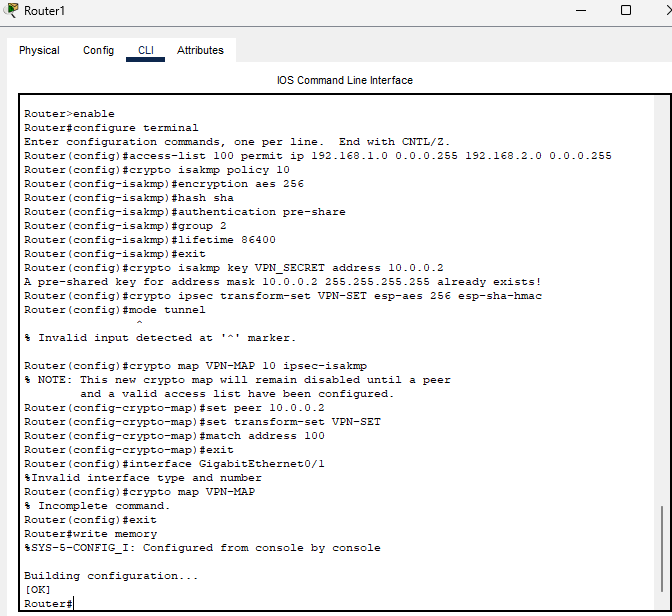 Router1
Physical Config CLI Attributes
IOS Command Line Interface
Router>enable
Router#configure terminal
Enter configuration commands, one per line.  End with CNTL/Z.
Router(config)#access-list 100 permit ip 192.168.1.0 0.0.0.255 192.168.2.0 0.0.0.255
Router(config)#crypto isakmp policy 10
Router(config-isakmp)#encryption aes 256
Router(config-isakmp)#hash sha
Router(config-isakmp)#authentication pre-share
Router(config-isakmp)#group 2
Router(config-isakmp)#lifetime 86400
Router(config-isakmp)#exit
Router(config)#crypto isakmp key VPN_SECRET address 10.0.0.2
A pre-shared key for address mask 10.0.0.2 255.255.255.255 already exists!
Router(config)#crypto ipsec transform-set VPN-SET esp-aes 256 esp-sha-hmac
Router(config)#mode tunnel
^
% Invalid input detected at '^' marker.
Router(config)#crypto map VPN-MAP 10 ipsec-isakmp
% NOTE: This new crypto map will remain disabled until a peer
and a valid access list have been configured.
Router(config-crypto-map)#set peer 10.0.0.2
Router(config-crypto-map)#set transform-set VPN-SET
Router(config-crypto-map)#match address 100
Router(config-crypto-map)#exit
Router(config)#interface GigabitEthernet0/1
%Invalid interface type and number
Router(config)#crypto map VPN-MAP
% Incomplete command.
Router(config)#exit
Router#write memory
%SYS-5-CONFIG_I: Configured from console by console
Building configuration...
[OK]
Router#